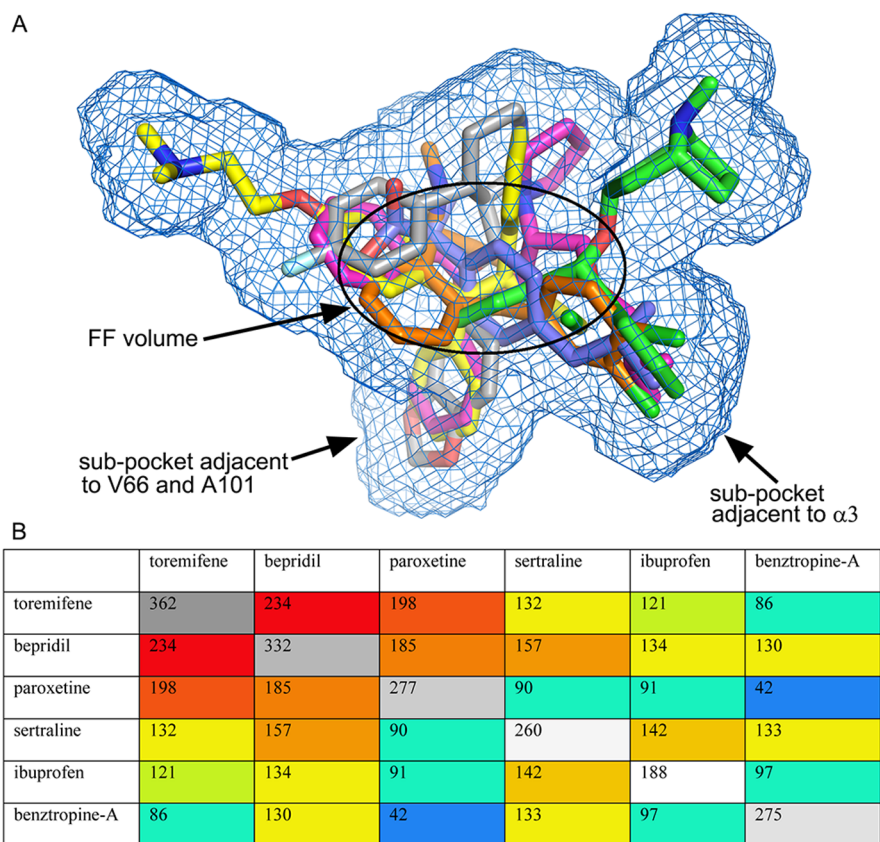 A
FF volume
sub-pocket adjacent
to V66 and A101
sub-pocket
adjacent to α3
B
toremifene bepridil paroxetine sertraline ibuprofen benztropine-A
toremifene 362 234 198 132 121 86
bepridil 234 332 185 157 134 130
paroxetine 198 185 277 90 91 42
sertraline 132 157 90 260 142 133
ibuprofen 121 134 91 142 188 97
benztropine-A 86 130 42 133 97 275